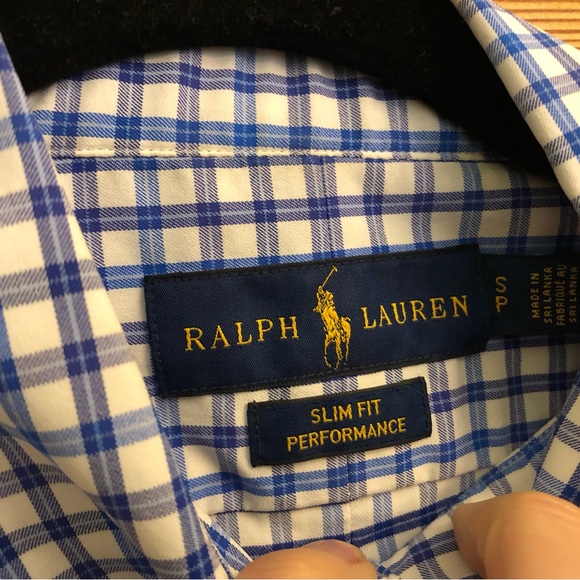 RALPH LAUREN
SLIM FIT
PERFORMANCE
S
P
MADE IN
SRI LANKA
FABRIQUÉ AU
SRI LANKA